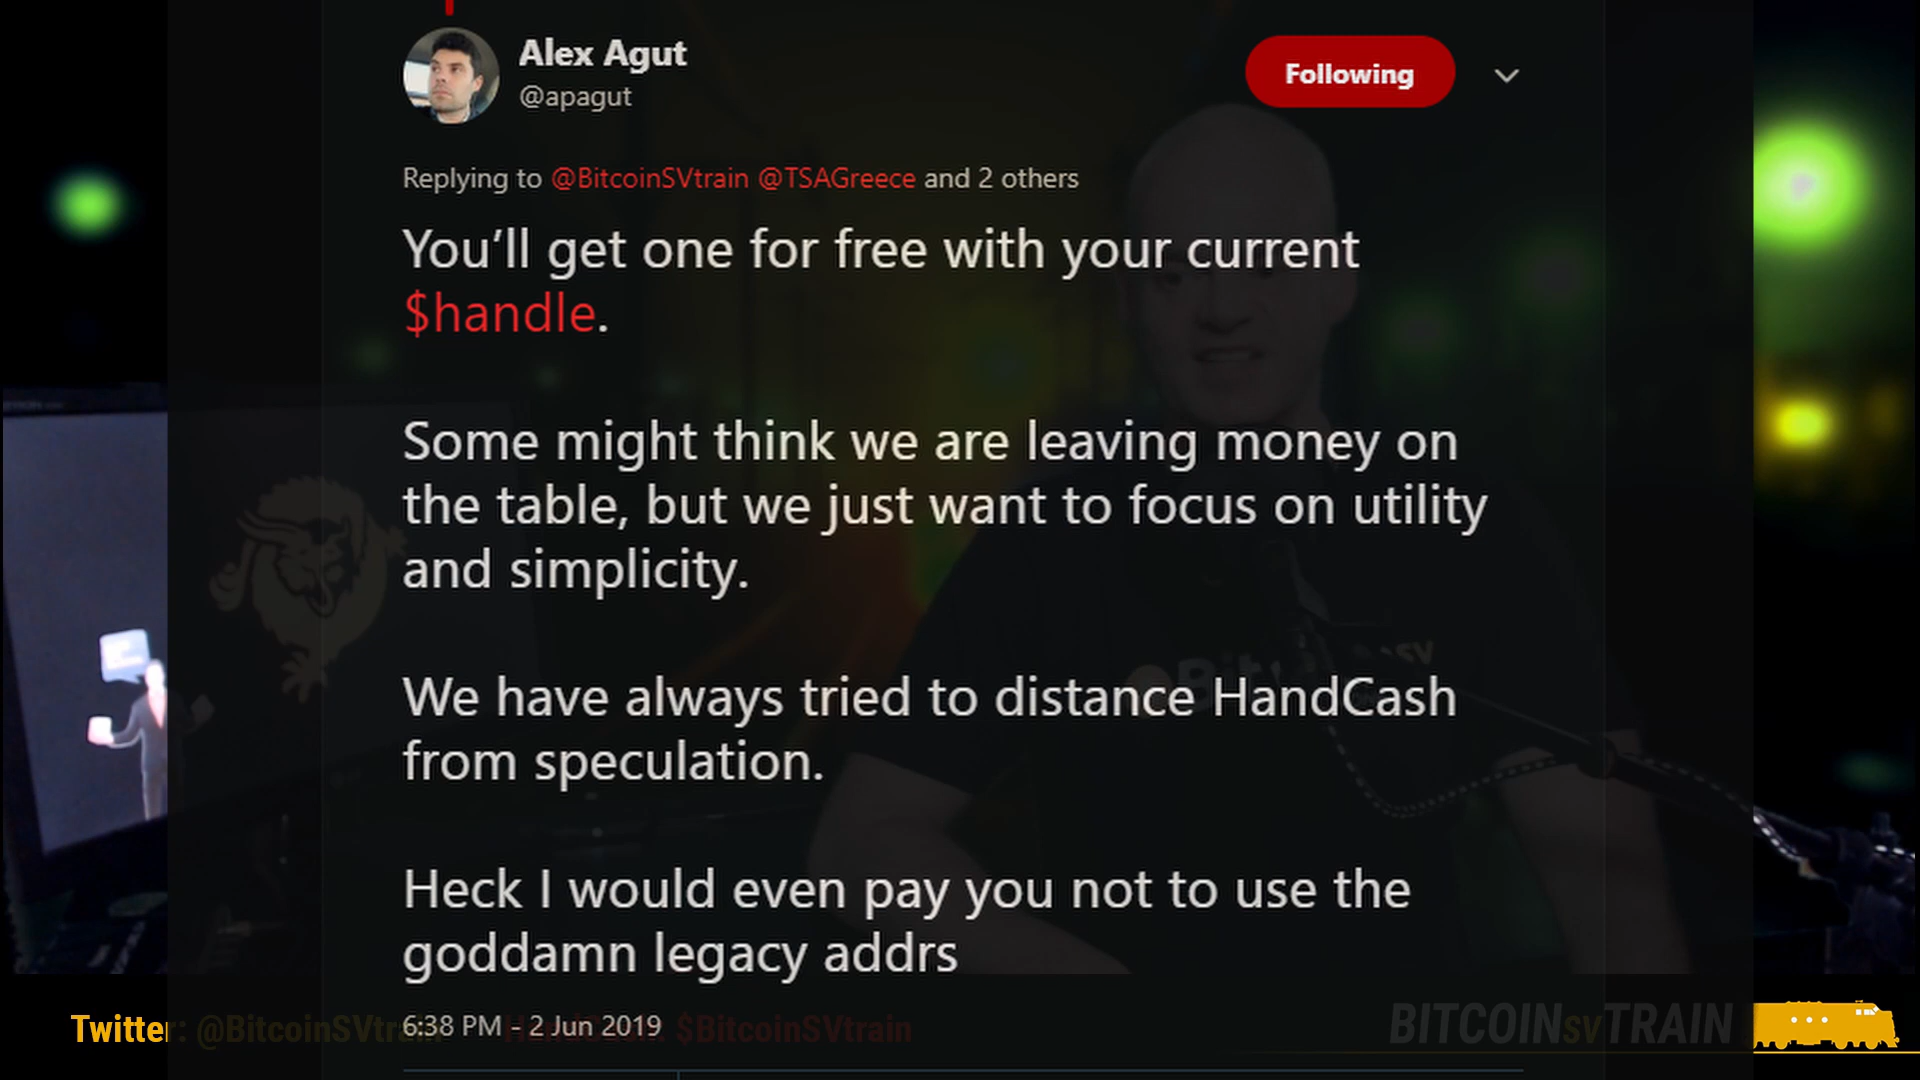 Alex Agut
@apagut
Following
Replying to @BitcoinSVtrain @TSAGreece and 2 others
You’ll get one for free with your current
$handle.
Some might think we are leaving money on
the table, but we just want to focus on utility
and simplicity.
We have always tried to distance HandCash
from speculation.
Heck I would even pay you not to use the
goddamn legacy addrs
6:38 PM - 2 Jun 2019
Twitter: @BitcoinSVtrain
HandCash: $BitcoinSVtrain
BITCOINSVTRAIN